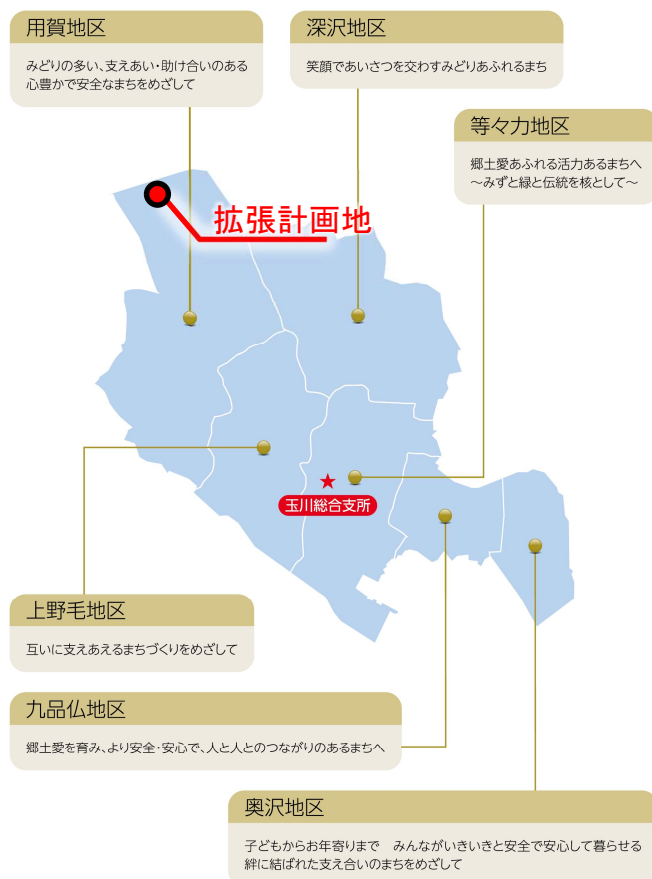 用賀地区
みどりの多い、支えあい・助け合いのある
心豊かで安全なまちをめざして
深沢地区
笑顔であいさつを交わすみどりあふれるまち
等々力地区
郷土愛あふれる活力あるまちへ
～みずと緑と伝統を核として～
拡張計画地
玉川総合支所
上野毛地区
互いに支えあえるまちづくりをめざして
九品仏地区
郷土愛を育み、より安全・安心で、人と人とのつながりのあるまちへ
奥沢地区
子どもからお年寄りまで　みんながいきいきと安全で安心して暮らせる
絆に結ばれた支え合いのまちをめざして